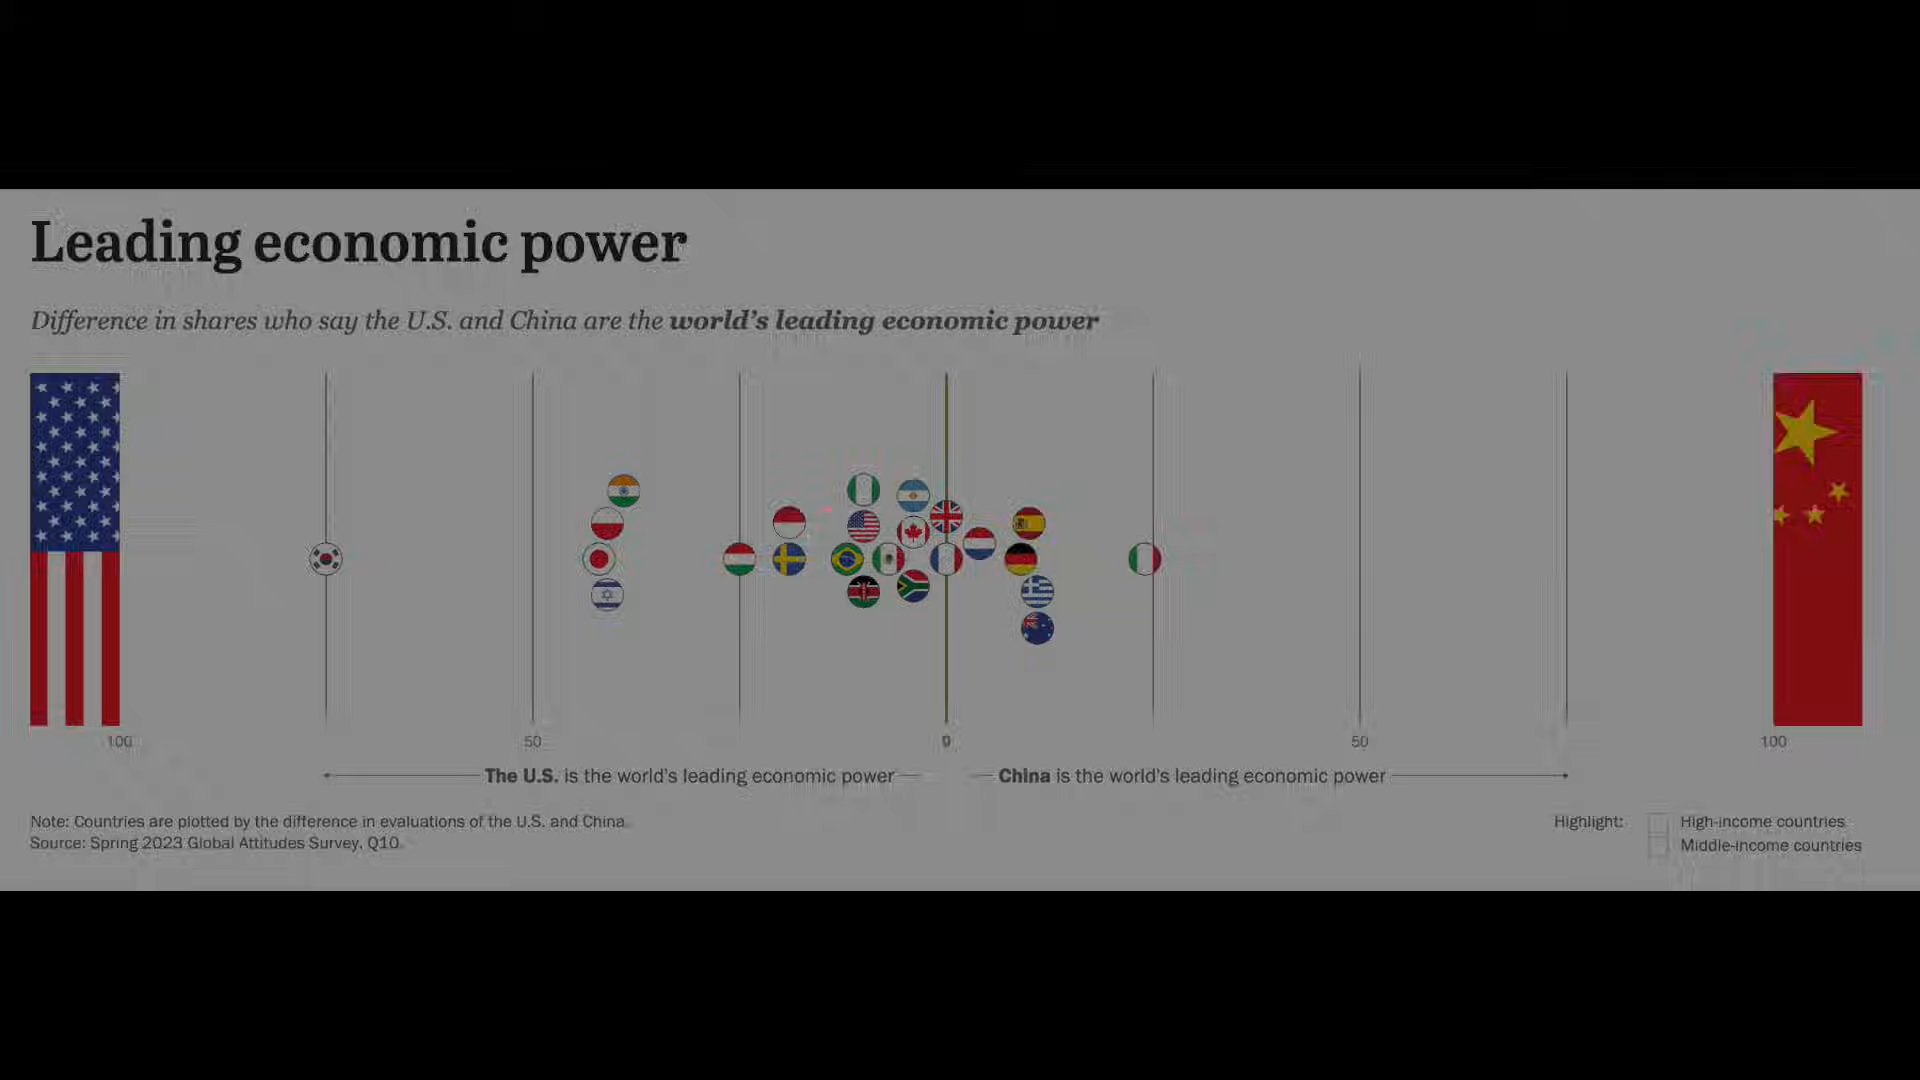 Leading economic power
Difference in shares who say the U.S. and China are the world's leading economic power
100 50 0 50 100
The U.S. is the world's leading economic power China is the world's leading economic power
Note: Countries are plotted by the difference in evaluations of the U.S. and China.
Source: Spring 2023 Global Attitudes Survey. Q10.
Highlight: High-income countries
Middle-income countries